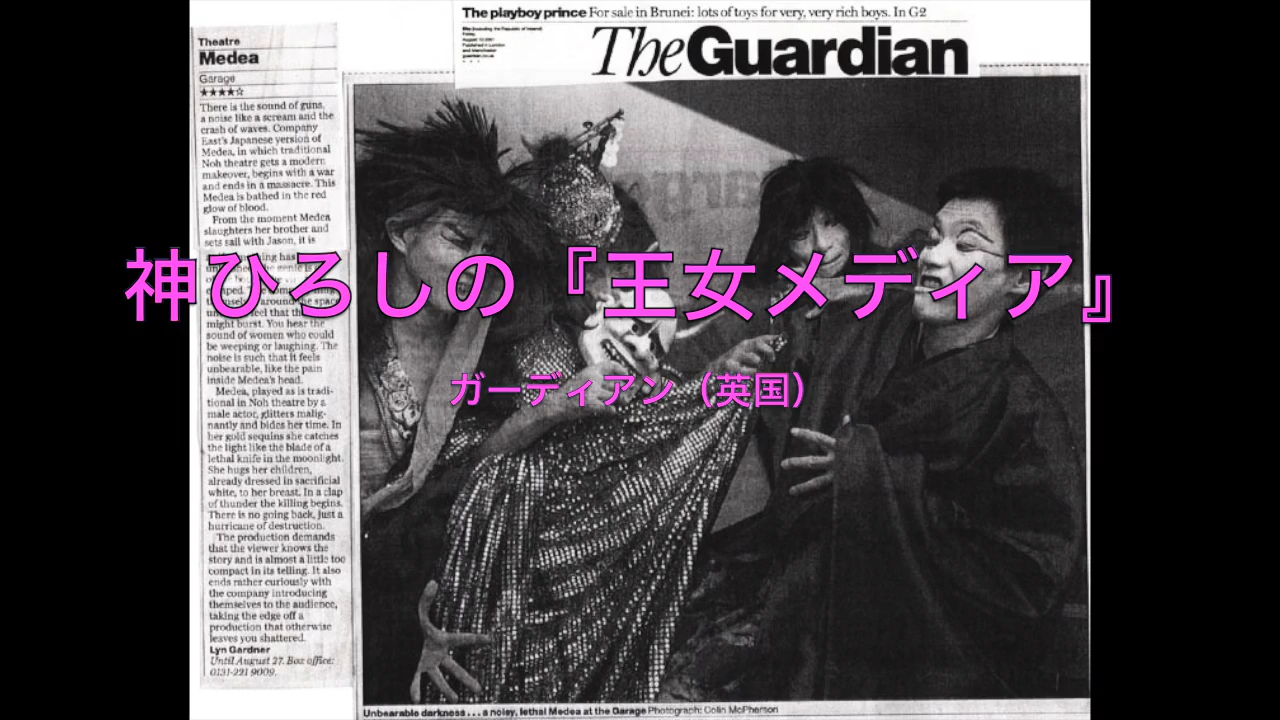 The playboy prince For sale in Brunei: lots of toys for very, very rich boys. In G2
The Guardian
Theatre
Medea
Garage
★★★★☆
There is the sound of guns,
a noise like a scream and the
crash of waves. Company
East's Japanese version of
Medea, in which traditional
Noh theatre gets a modern
makeover, begins with a war
and ends in a massacre. This
Medea is bathed in the red
glow of blood.
From the moment Medea
slaughters her brother and
sets sail with Jason, it is
神ひろしの『王女メディア』
might burst. You hear the
sound of women who could
be weeping or laughing. The
noise is such that it feels
unbearable, like the pain
inside Medea's head.
ガーディアン（英国）
Medea, played as is tradi-
tional in Noh theatre by a
male actor, glitters malig-
nantly and bides her time. In
her gold sequins she catches
the light like the blade of a
lethal knife in the moonlight.
She hugs her children,
already dressed in sacrificial
white, to her breast. In a clap
of thunder the killing begins.
There is no going back, just a
hurricane of destruction.
The production demands
that the viewer knows the
story and is almost a little too
compact in its telling. It also
ends rather curiously with
the company introducing
themselves to the audience,
taking the edge off a
production that otherwise
leaves you shattered.
Lyn Gardner
Until August 27. Box office:
0131-221 9009.
Unbearable darkness . . . a noisy, lethal Medea at the Garage Photograph: Colin McPherson